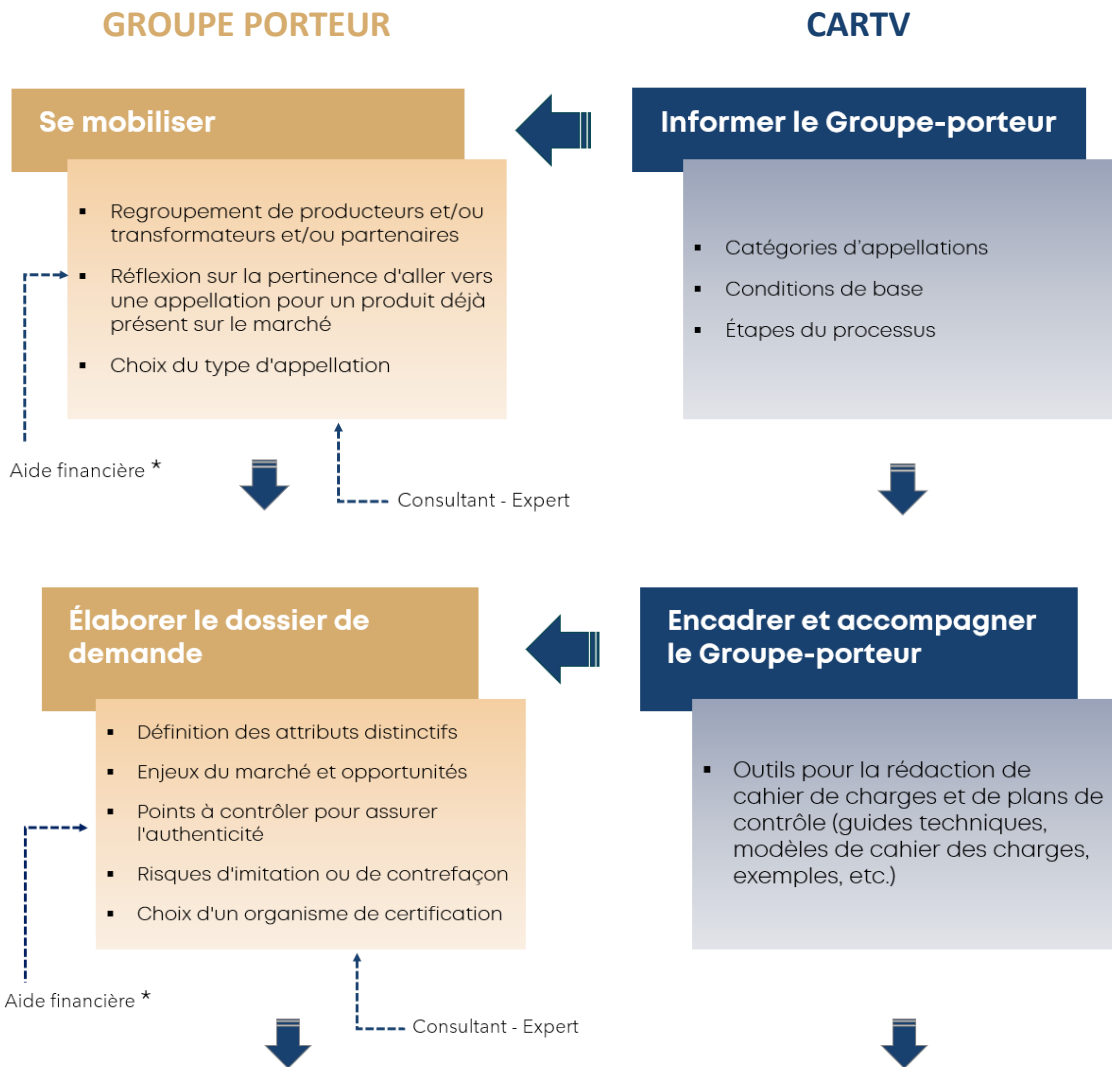 GROUPE PORTEUR
CARTV
Se mobiliser
Informer le Groupe-porteur
▪ Regroupement de producteurs et/ou
transformateurs et/ou partenaires
▪ Réflexion sur la pertinence d'aller vers
une appellation pour un produit déjà
présent sur le marché
▪ Choix du type d'appellation
▪ Catégories d'appellations
▪ Conditions de base
▪ Étapes du processus
Aide financière *
Consultant - Expert
Élaborer le dossier de
demande
Encadrer et accompagner
le Groupe-porteur
▪ Définition des attributs distinctifs
▪ Enjeux du marché et opportunités
▪ Points à contrôler pour assurer
l'authenticité
▪ Risques d'imitation ou de contrefaçon
▪ Choix d'un organisme de certification
▪ Outils pour la rédaction de
cahier de charges et de plans de
contrôle (guides techniques,
modèles de cahier des charges,
exemples, etc.)
Aide financière *
Consultant - Expert